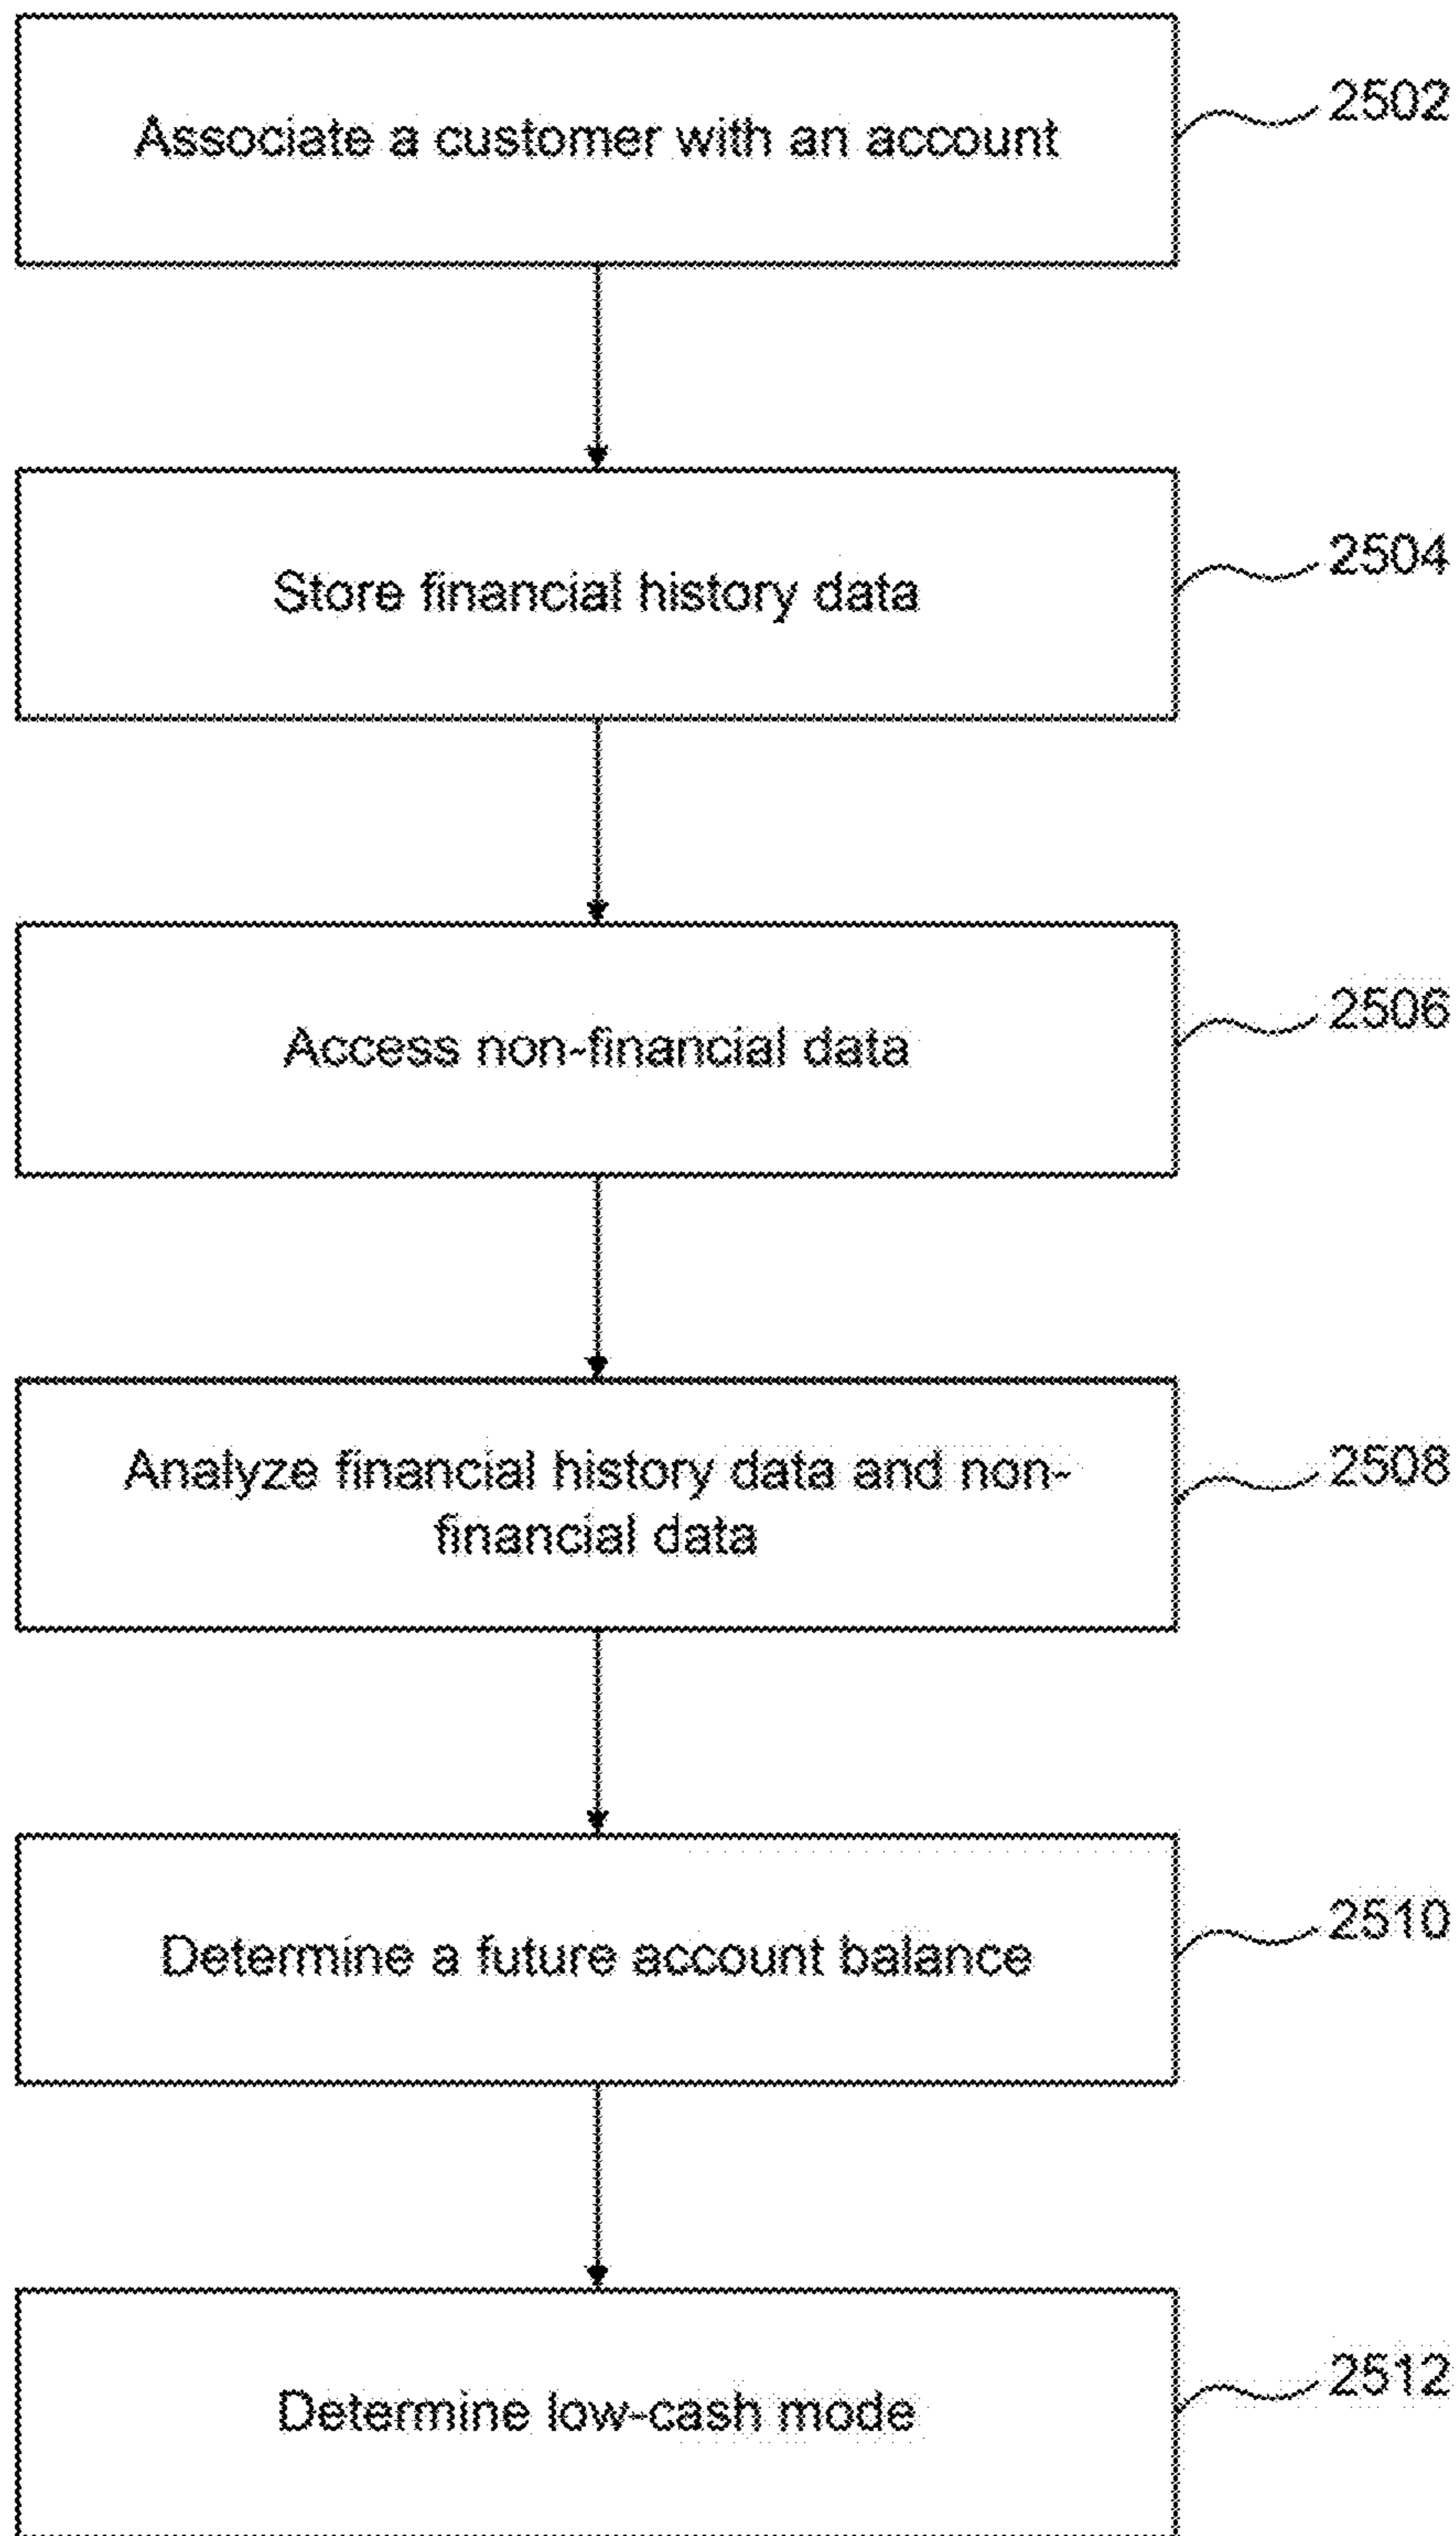 Associate a customer with an account
2502
Store financial history data
2504
Access non-financial data
2506
Analyze financial history data and non-
financial data
2508
Determine a future account balance
2510
Determine low-cash mode
2512